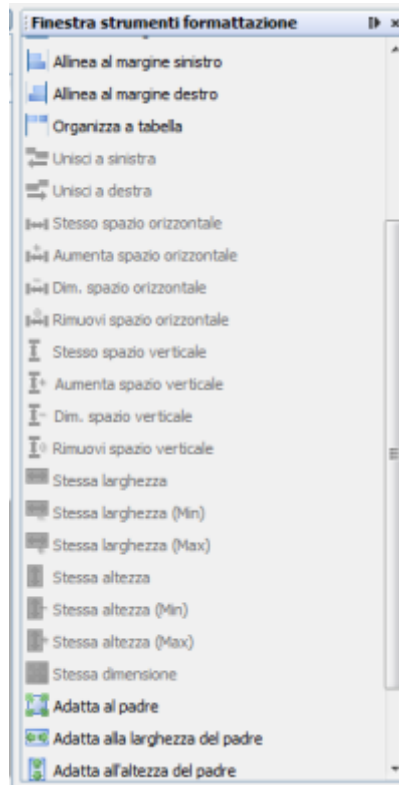 Finestra strumenti formattazione
Allinea al margine sinistro
Allinea al margine destro
Organizza a tabella
Unisci a sinistra
Unisci a destra
Stesso spazio orizzontale
Aumenta spazio orizzontale
Dim. spazio orizzontale
Rimuovi spazio orizzontale
Stesso spazio verticale
Aumenta spazio verticale
Dim. spazio verticale
Rimuovi spazio verticale
Stessa larghezza
Stessa larghezza (Min)
Stessa larghezza (Max)
Stessa altezza
Stessa altezza (Min)
Stessa altezza (Max)
Stessa dimensione
Adatta al padre
Adatta alla larghezza del padre
Adatta all'altezza del padre